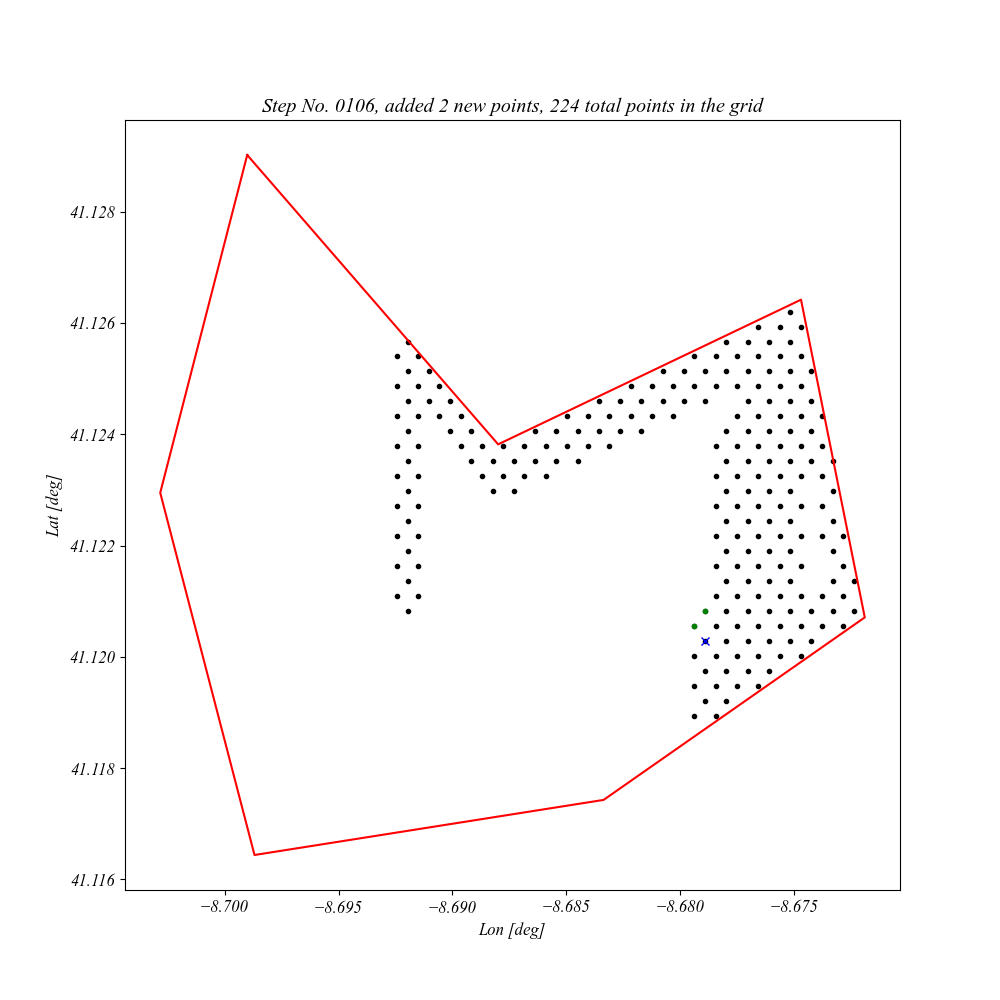 Step No. 0106, added 2 new points, 224 total points in the grid
41.128
41.126
41.124
41.122
41.120
41.118
41.116
Lat [deg]
−8.700 −8.695 −8.690 −8.685 −8.680 −8.675
Lon [deg]